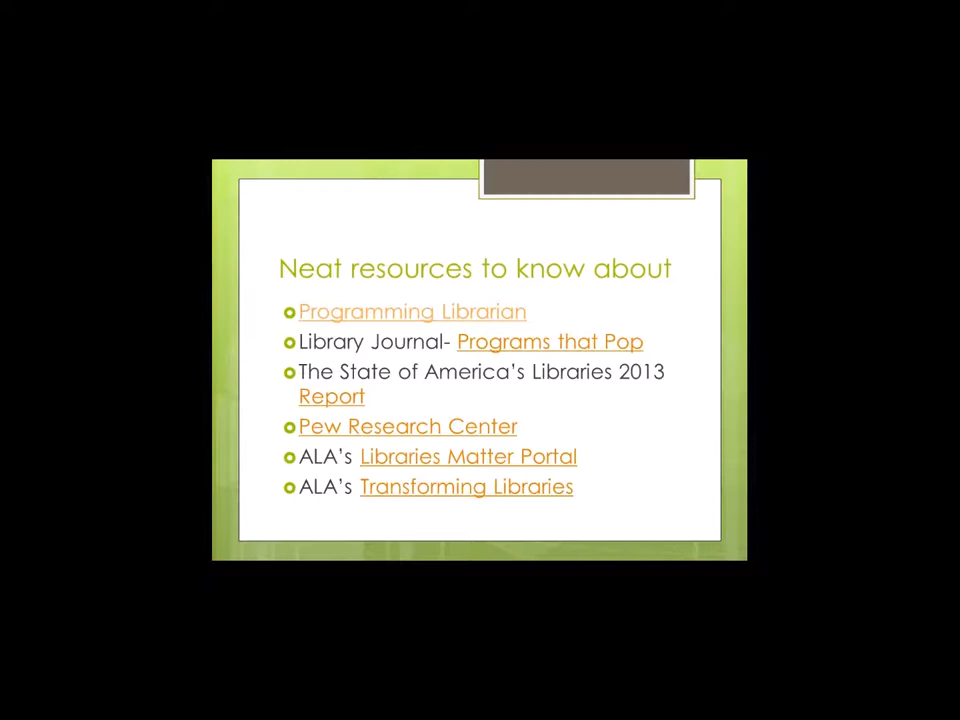 Neat resources to know about
Programming Librarian
Library Journal- Programs that Pop
The State of America's Libraries 2013
Report
Pew Research Center
ALA's Libraries Matter Portal
ALA's Transforming Libraries